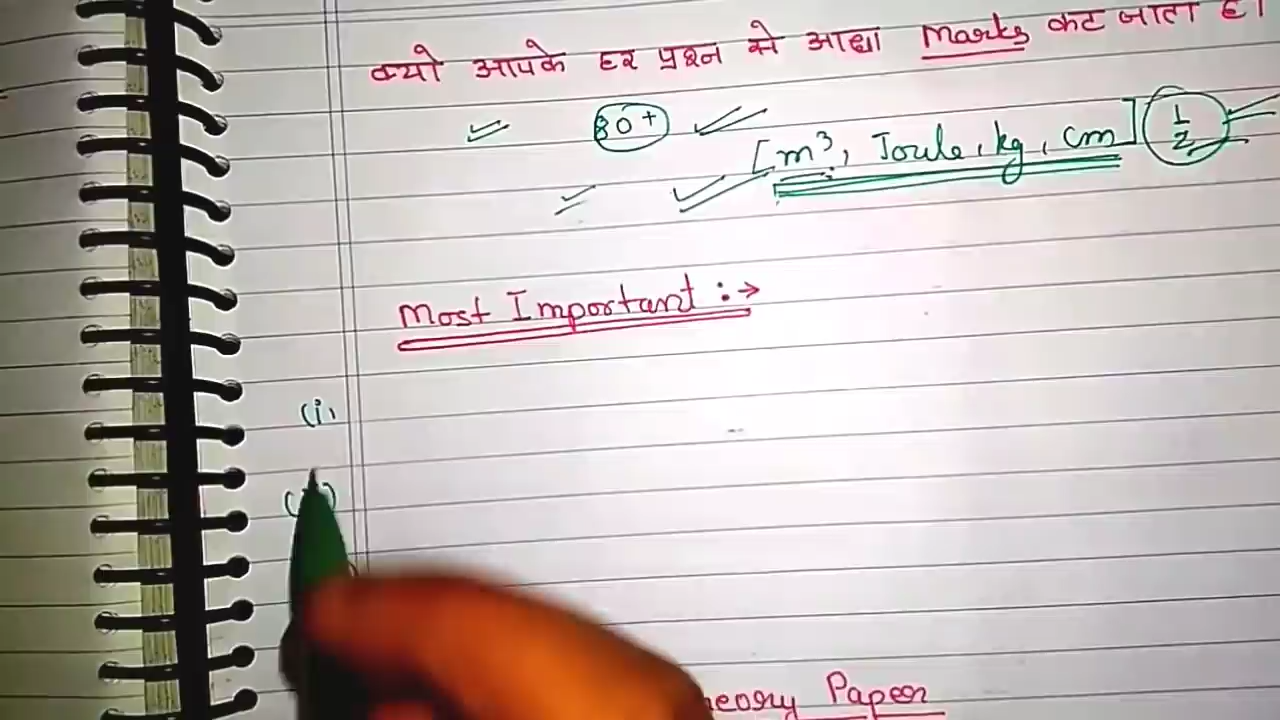 क्यो आपके हर प्रश्न से आधा Marks कट जाता है।
80+
[m³, Joule, kg, cm] 1/2
Most Important :→
(i)
Paper